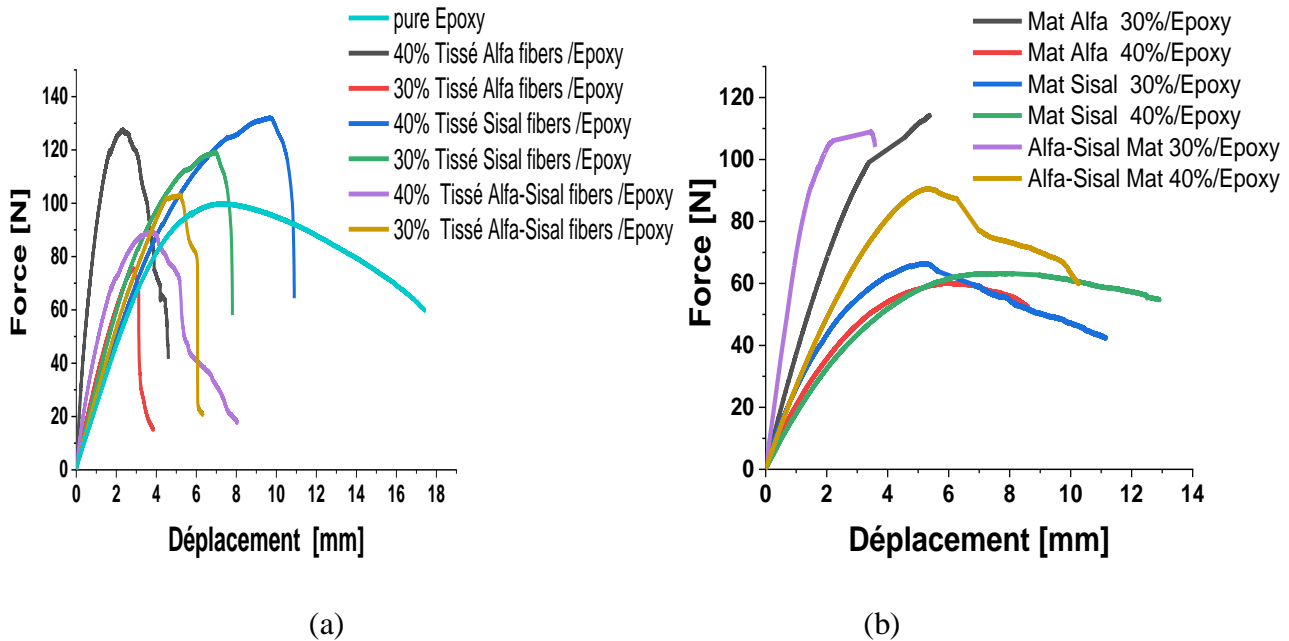 pure Epoxy
40% Tissé Alfa fibers /Epoxy
30% Tissé Alfa fibers /Epoxy
40% Tissé Sisal fibers /Epoxy
30% Tissé Sisal fibers /Epoxy
40%  Tissé Alfa-Sisal fibers /Epoxy
30%  Tissé Alfa-Sisal fibers /Epoxy
Force [N]
140
120
100
80
60
40
20
0
0 2 4 6 8 10 12 14 16 18
Déplacement [mm]
(a)
Mat Alfa 30%/Epoxy
Mat Alfa 40%/Epoxy
Mat Sisal 30%/Epoxy
Mat Sisal 40%/Epoxy
Alfa-Sisal Mat 30%/Epoxy
Alfa-Sisal Mat 40%/Epoxy
Force [N]
120
100
80
60
40
20
0
0 2 4 6 8 10 12 14
Déplacement [mm]
(b)